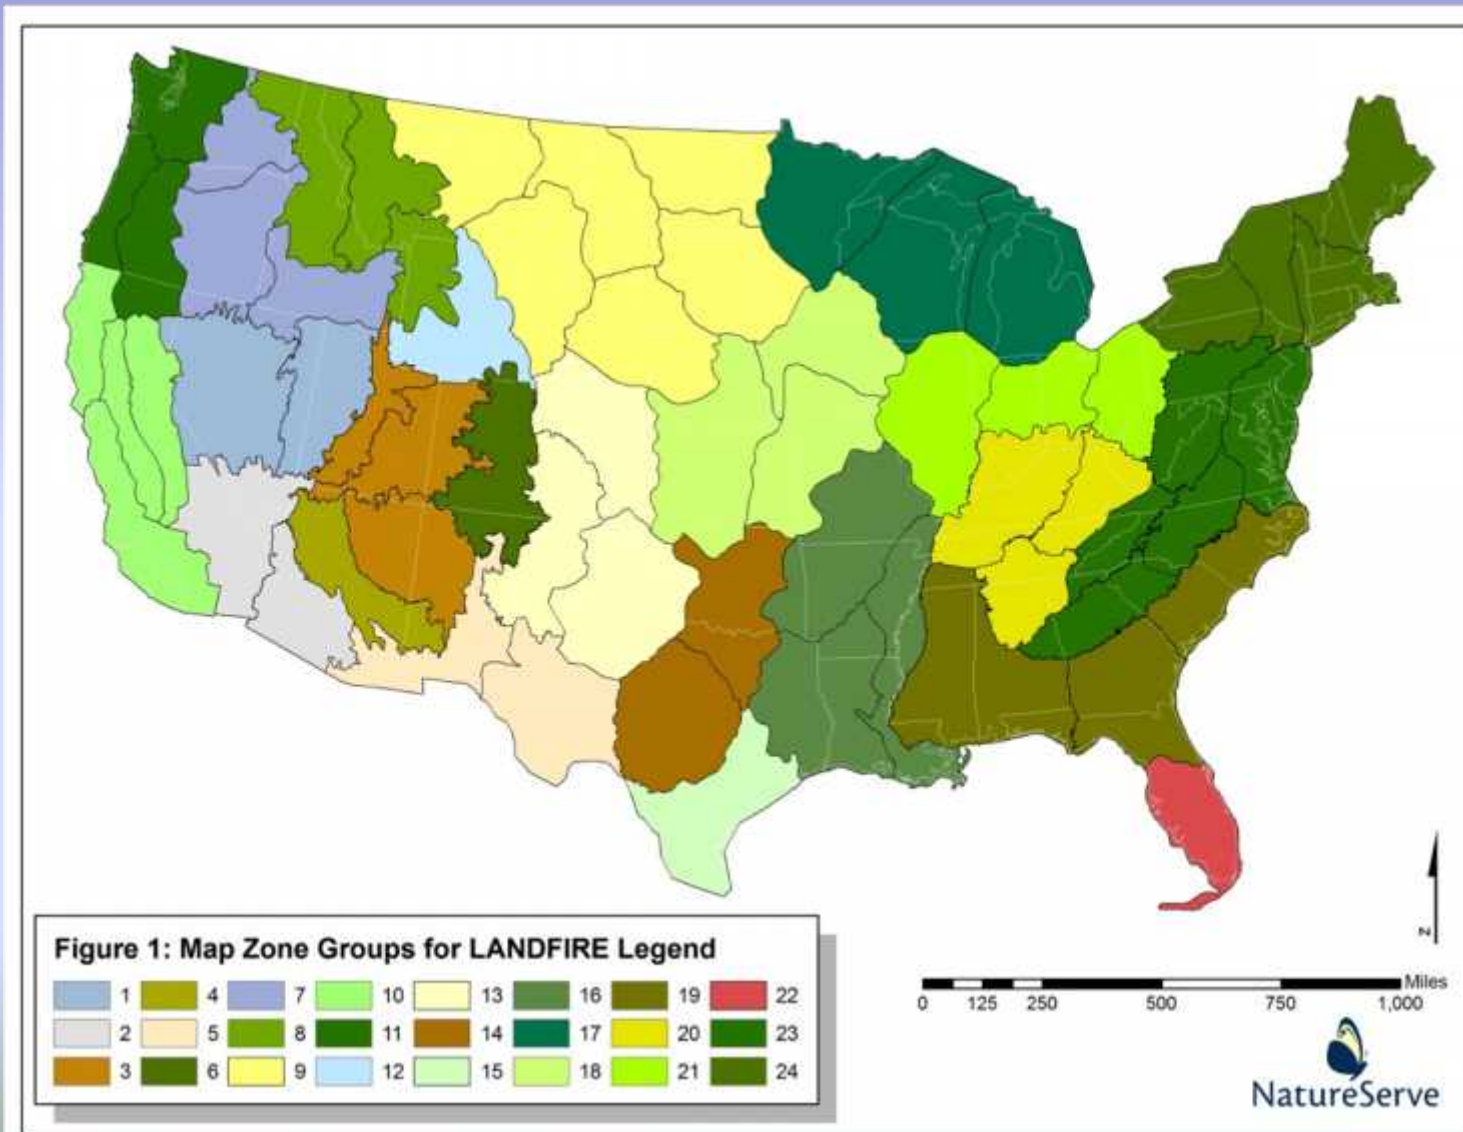 Figure 1: Map Zone Groups for LANDFIRE Legend
1 4 7 10 13 16 19 22
2 5 8 11 14 17 20 23
3 6 9 12 15 18 21 24
N
Miles
0 125 250 500 750 1,000
NatureServe